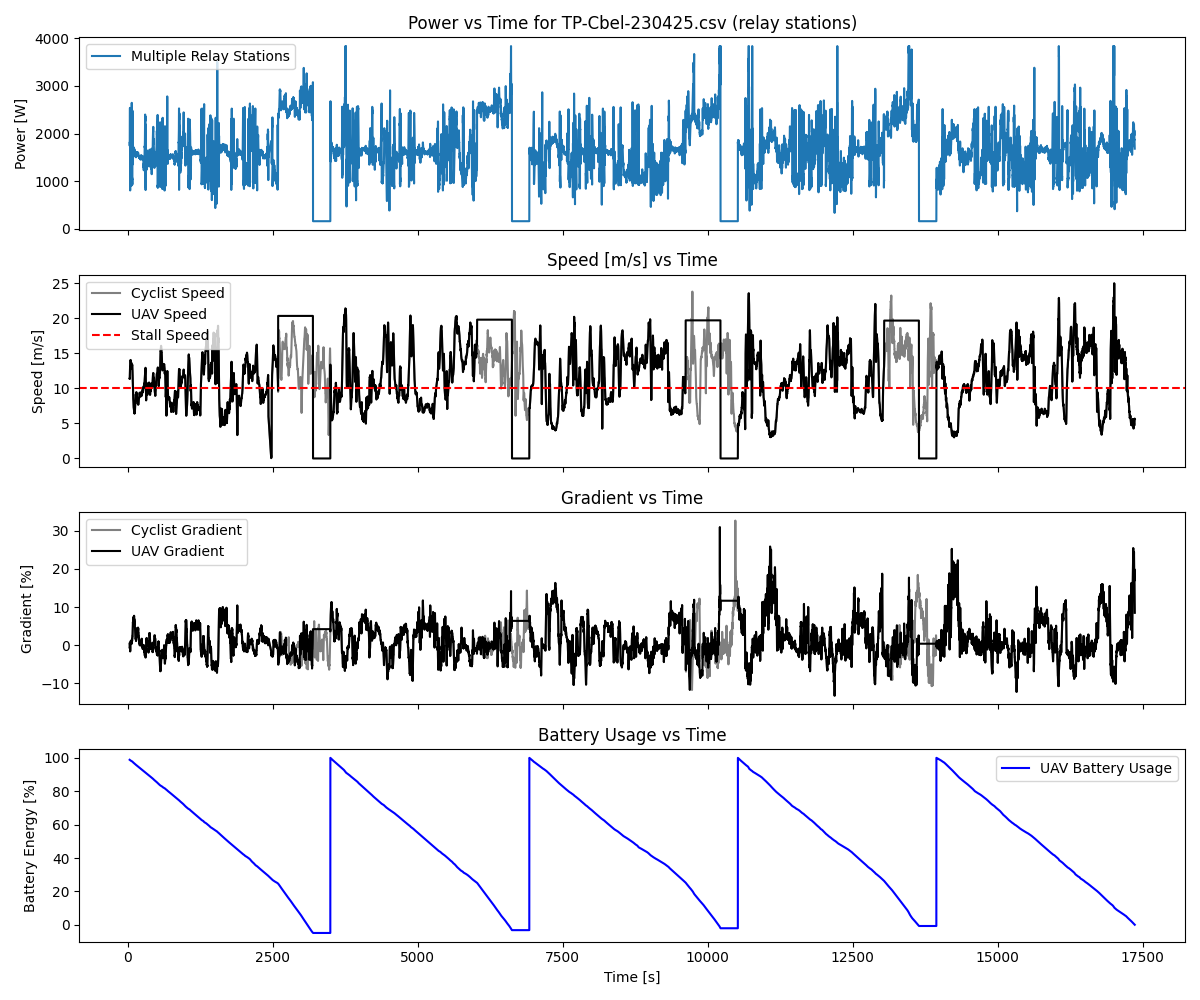 Power vs Time for TP-Cbel-230425.csv (relay stations)
4000
3000
2000
1000
0
Power [W]
Multiple Relay Stations
Speed [m/s] vs Time
25
20
15
10
5
0
Speed [m/s]
Cyclist Speed
UAV Speed
Stall Speed
Gradient vs Time
30
20
10
0
−10
Gradient [%]
Cyclist Gradient
UAV Gradient
Battery Usage vs Time
100
80
60
40
20
0
Battery Energy [%]
UAV Battery Usage
0 2500 5000 7500 10000 12500 15000 17500
Time [s]